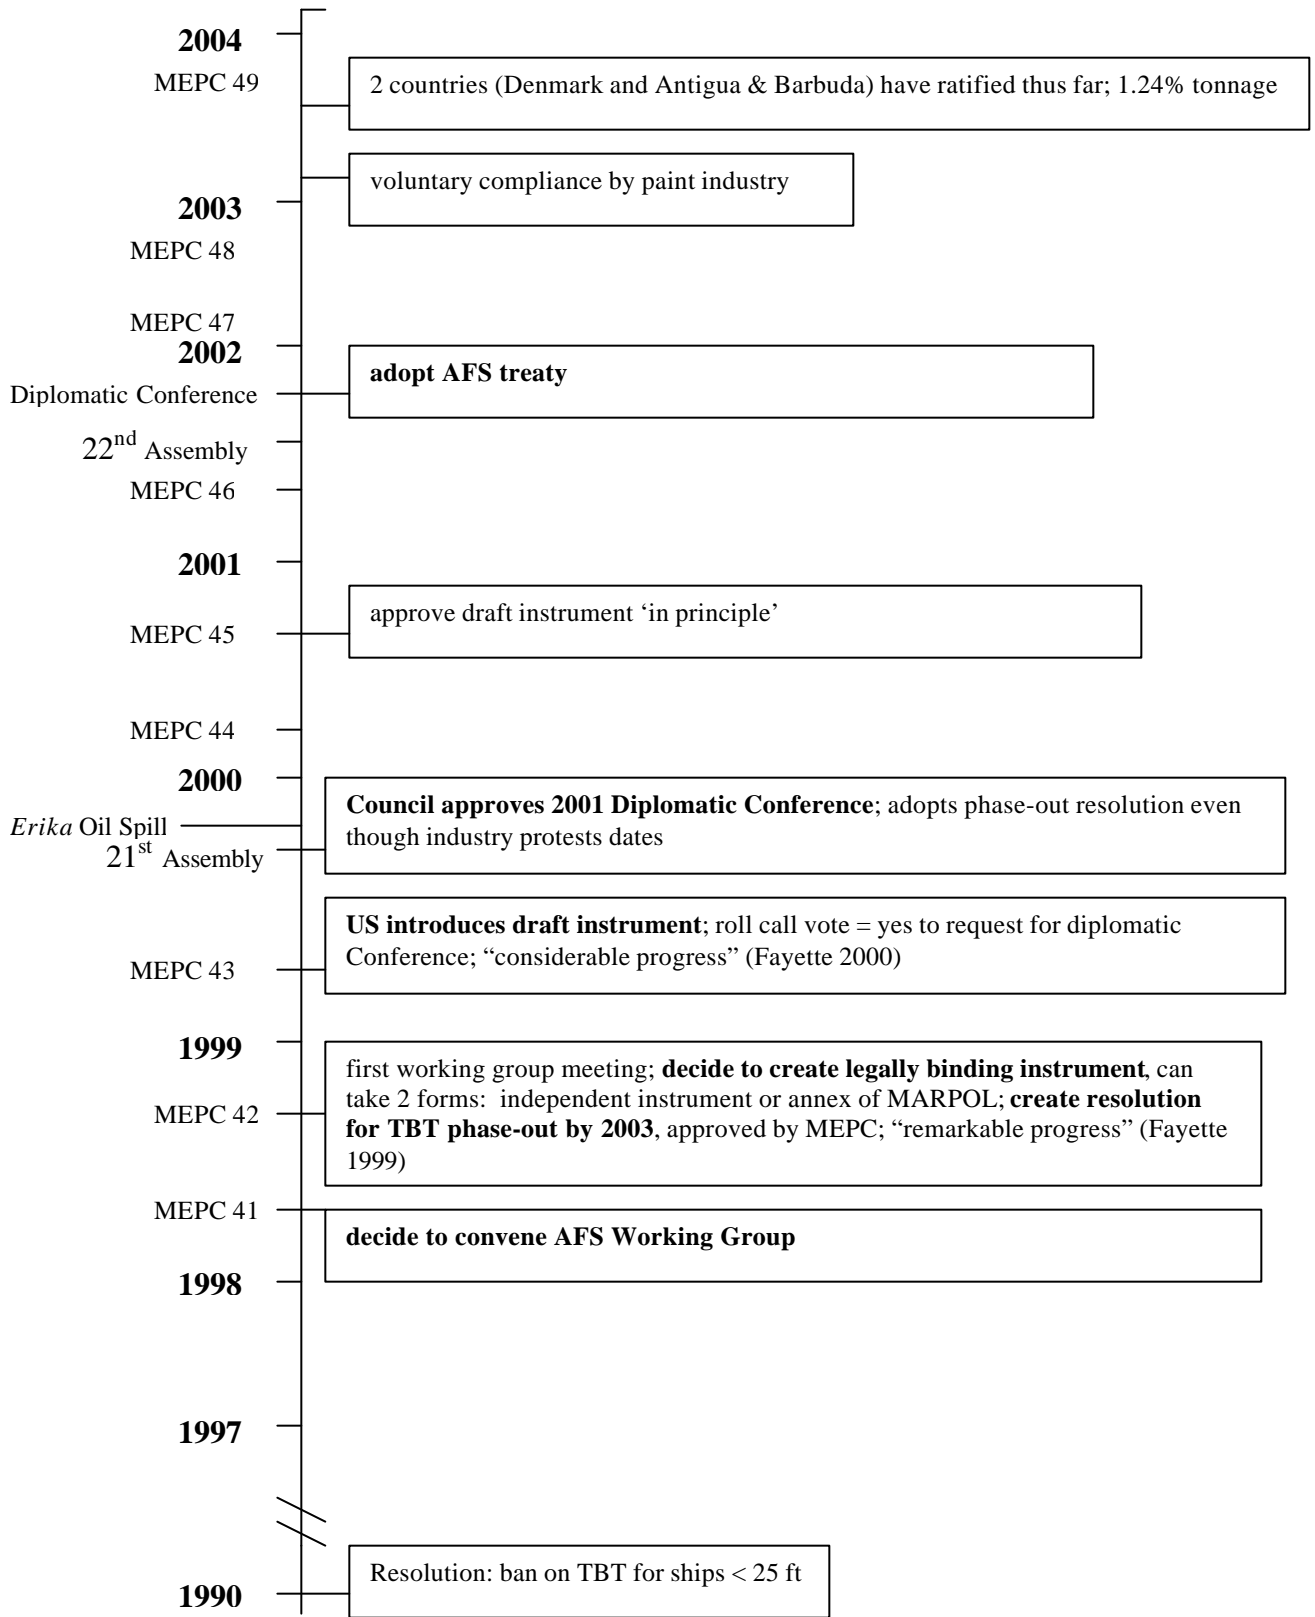 2004
MEPC 49
2 countries (Denmark and Antigua & Barbuda) have ratified thus far; 1.24% tonnage
voluntary compliance by paint industry
2003
MEPC 48
MEPC 47
2002
adopt AFS treaty
Diplomatic Conference
22nd Assembly
MEPC 46
2001
approve draft instrument ‘in principle’
MEPC 45
MEPC 44
2000
Council approves 2001 Diplomatic Conference; adopts phase-out resolution even
though industry protests dates
Erika Oil Spill
21st Assembly
US introduces draft instrument; roll call vote = yes to request for diplomatic
Conference; “considerable progress” (Fayette 2000)
MEPC 43
1999
first working group meeting; decide to create legally binding instrument, can
take 2 forms: independent instrument or annex of MARPOL; create resolution
for TBT phase-out by 2003, approved by MEPC; “remarkable progress” (Fayette
1999)
MEPC 42
MEPC 41
decide to convene AFS Working Group
1998
1997
Resolution: ban on TBT for ships < 25 ft
1990